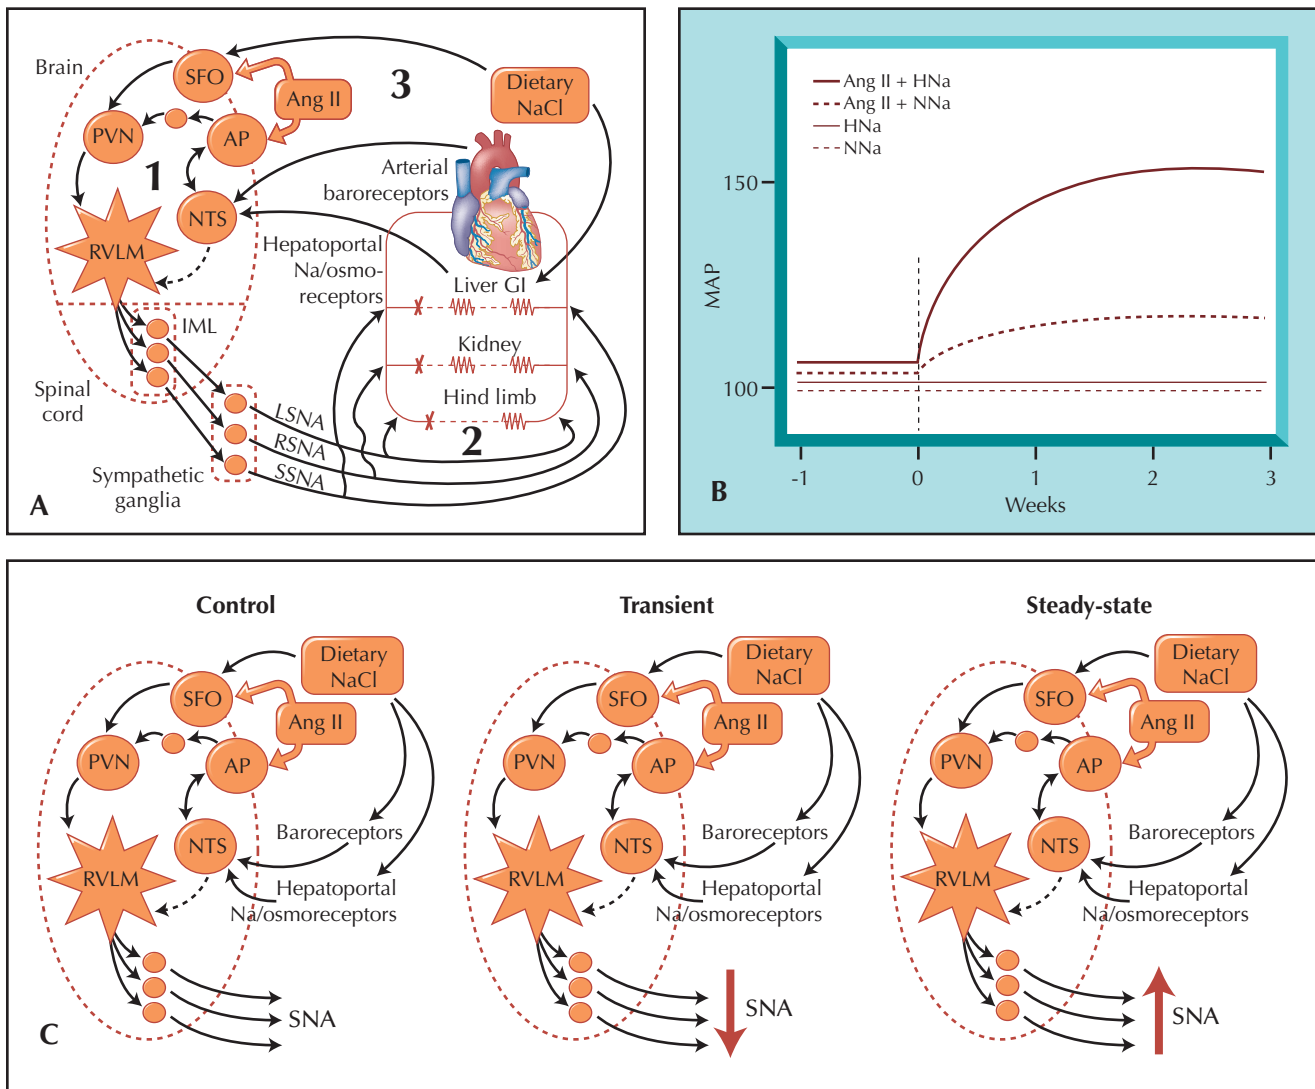 Brain
SFO
Ang II
3
Dietary
NaCl
PVN
AP
1
Arterial
baroreceptors
NTS
RVLM
Hepatoportal
Na/osmo-
receptors
Liver GI
IML
Kidney
Spinal
cord
Hind limb
LSNA
RSNA
SSNA
2
Sympathetic
ganglia
A
Ang II + HNa
Ang II + NNa
HNa
NNa
150
MAP
100
-1
0
1
2
3
Weeks
B
Control
Dietary
NaCl
SFO
Ang II
PVN
AP
Baroreceptors
NTS
RVLM
Hepatoportal
Na/osmoreceptors
SNA
C
Transient
Dietary
NaCl
SFO
Ang II
PVN
AP
Baroreceptors
NTS
RVLM
Hepatoportal
Na/osmoreceptors
SNA
Steady-state
Dietary
NaCl
SFO
Ang II
PVN
AP
Baroreceptors
NTS
RVLM
Hepatoportal
Na/osmoreceptors
SNA